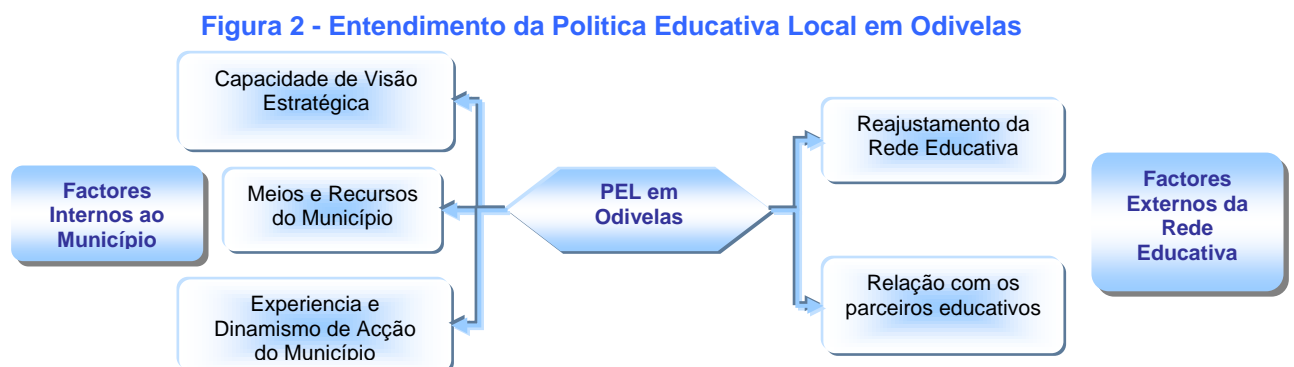 Figura 2 - Entendimento da Politica Educativa Local em Odivelas
Capacidade de Visão
Estratégica
Factores
Internos ao
Município
Meios e Recursos
do Município
Experiencia e
Dinamismo de Acção
do Município
PEL em
Odivelas
Reajustamento da
Rede Educativa
Relação com os
parceiros educativos
Factores
Externos da
Rede
Educativa